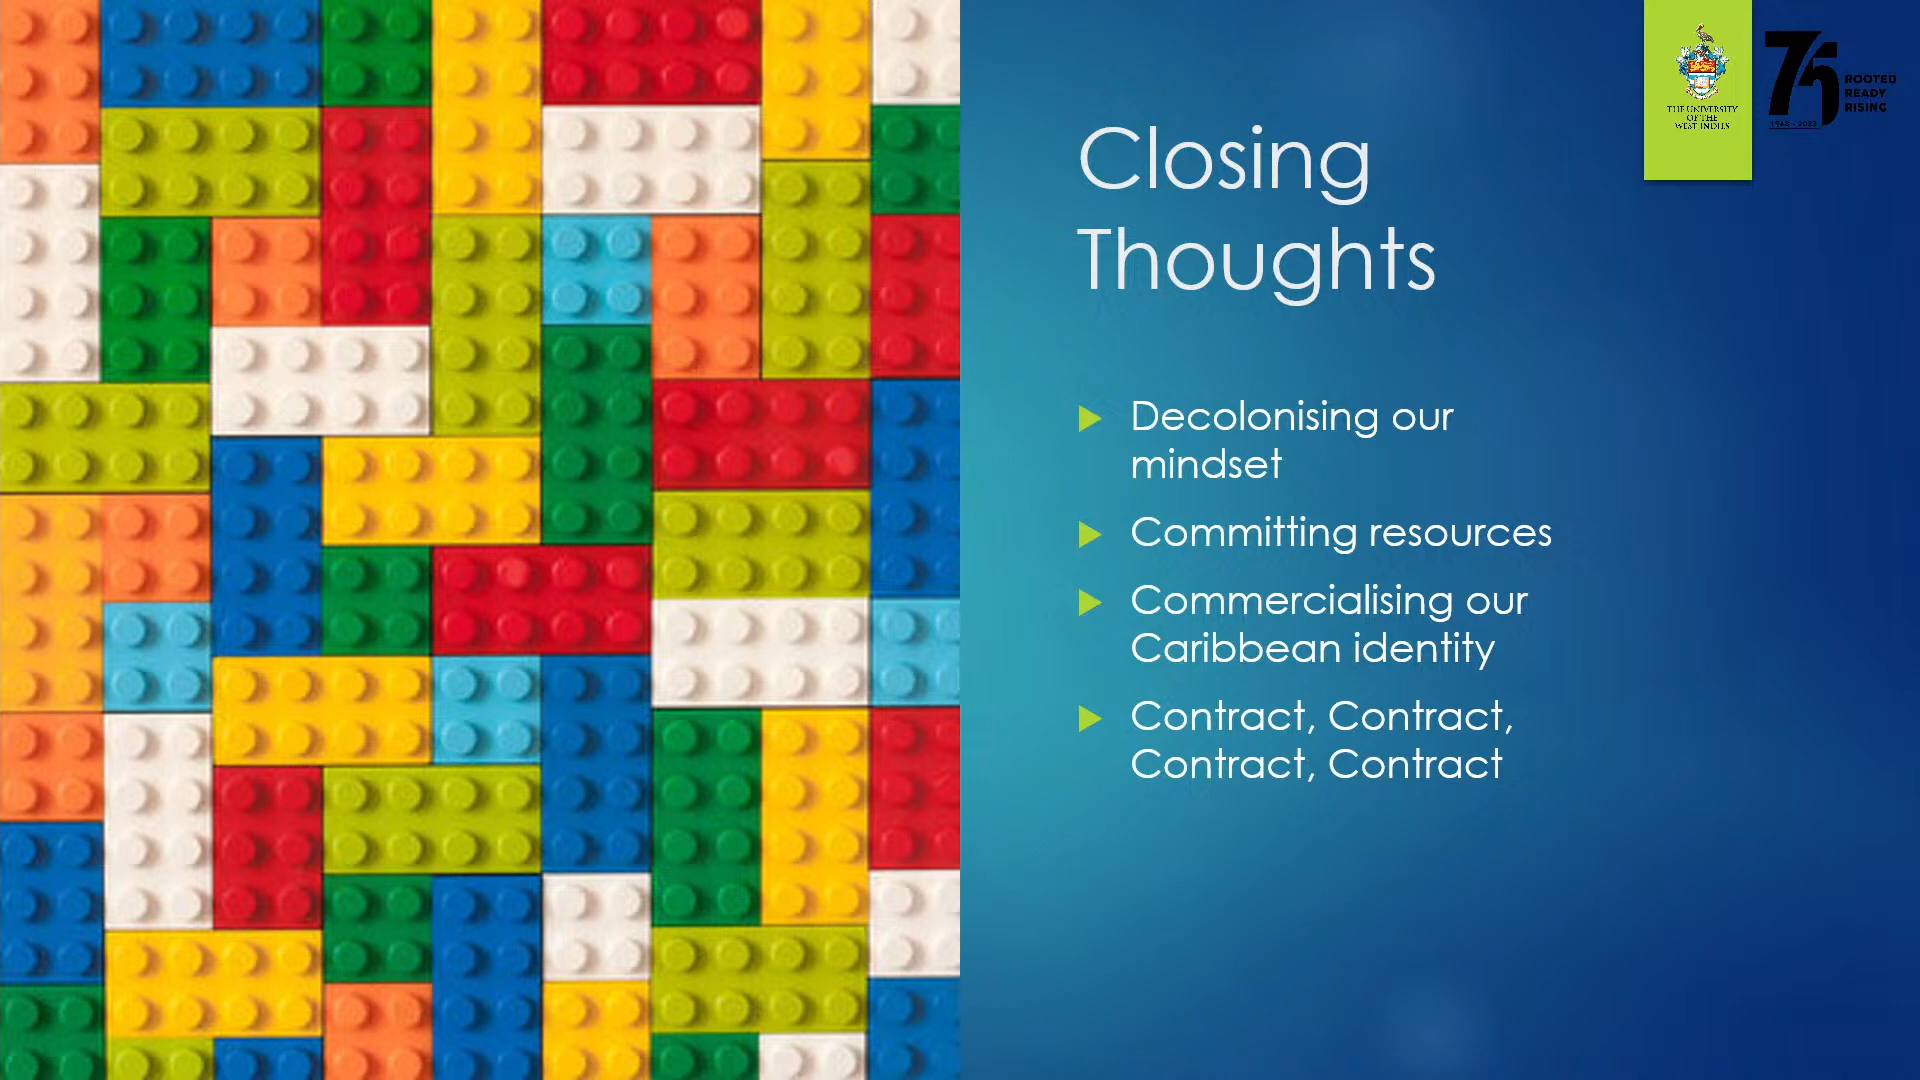 THE UNIVERSITY
OF THE
WEST INDIES
75
ROOTED
READY
RISING
1948 - 2023
Closing
Thoughts
Decolonising our
mindset
Committing resources
Commercialising our
Caribbean identity
Contract, Contract,
Contract, Contract